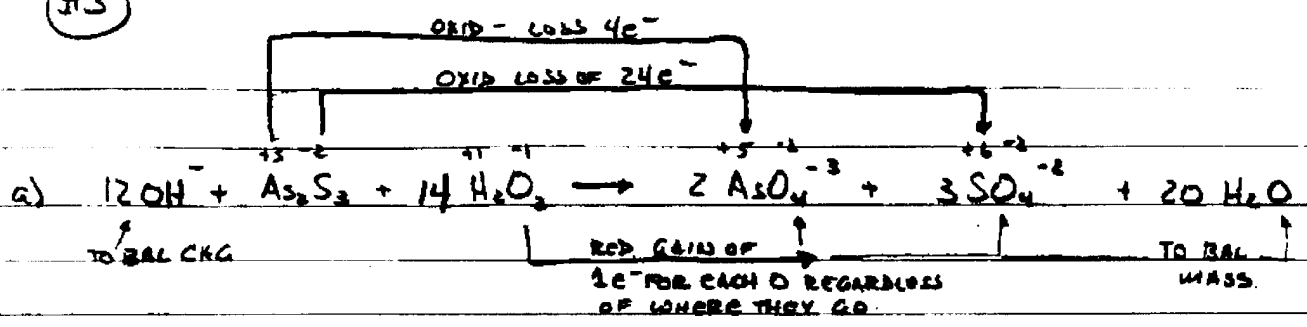 #3
OXID - LOSS 4e⁻
OXID LOSS OF 24e⁻
+3 -2 +1 -1 +5 -2 +6 -2
a) 12 OH⁻ + As₂S₃ + 14 H₂O₂ → 2 AsO₄⁻³ + 3 SO₄⁻² + 20 H₂O
TO BAL CHG RED GAIN OF TO BAL
1e⁻ FOR EACH O REGARDLESS MASS.
OF WHERE THEY GO.